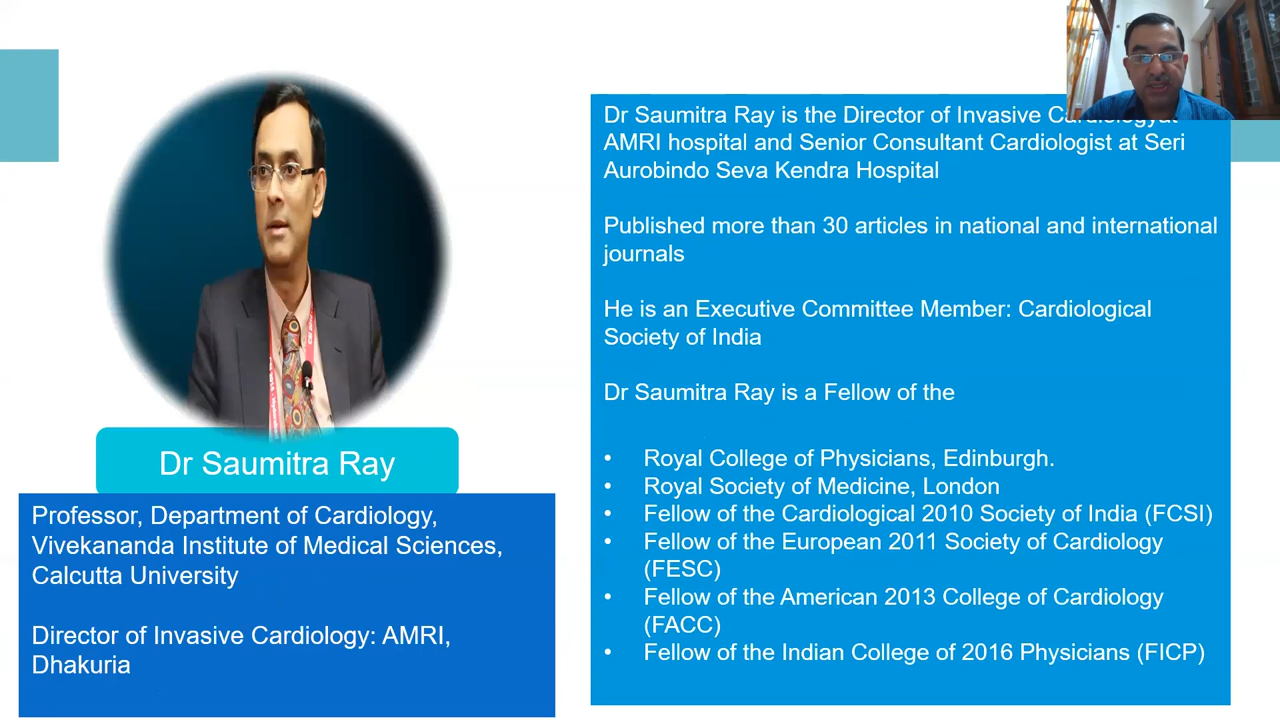 Dr Saumitra Ray
Professor, Department of Cardiology,
Vivekananda Institute of Medical Sciences,
Calcutta University
Director of Invasive Cardiology: AMRI,
Dhakuria
Dr Saumitra Ray is the Director of Invasive
AMRI hospital and Senior Consultant Cardiologist at Seri
Aurobindo Seva Kendra Hospital
Published more than 30 articles in national and international
journals
He is an Executive Committee Member: Cardiological
Society of India
Dr Saumitra Ray is a Fellow of the
• Royal College of Physicians, Edinburgh.
• Royal Society of Medicine, London
• Fellow of the Cardiological 2010 Society of India (FCSI)
• Fellow of the European 2011 Society of Cardiology
(FESC)
• Fellow of the American 2013 College of Cardiology
(FACC)
• Fellow of the Indian College of 2016 Physicians (FICP)